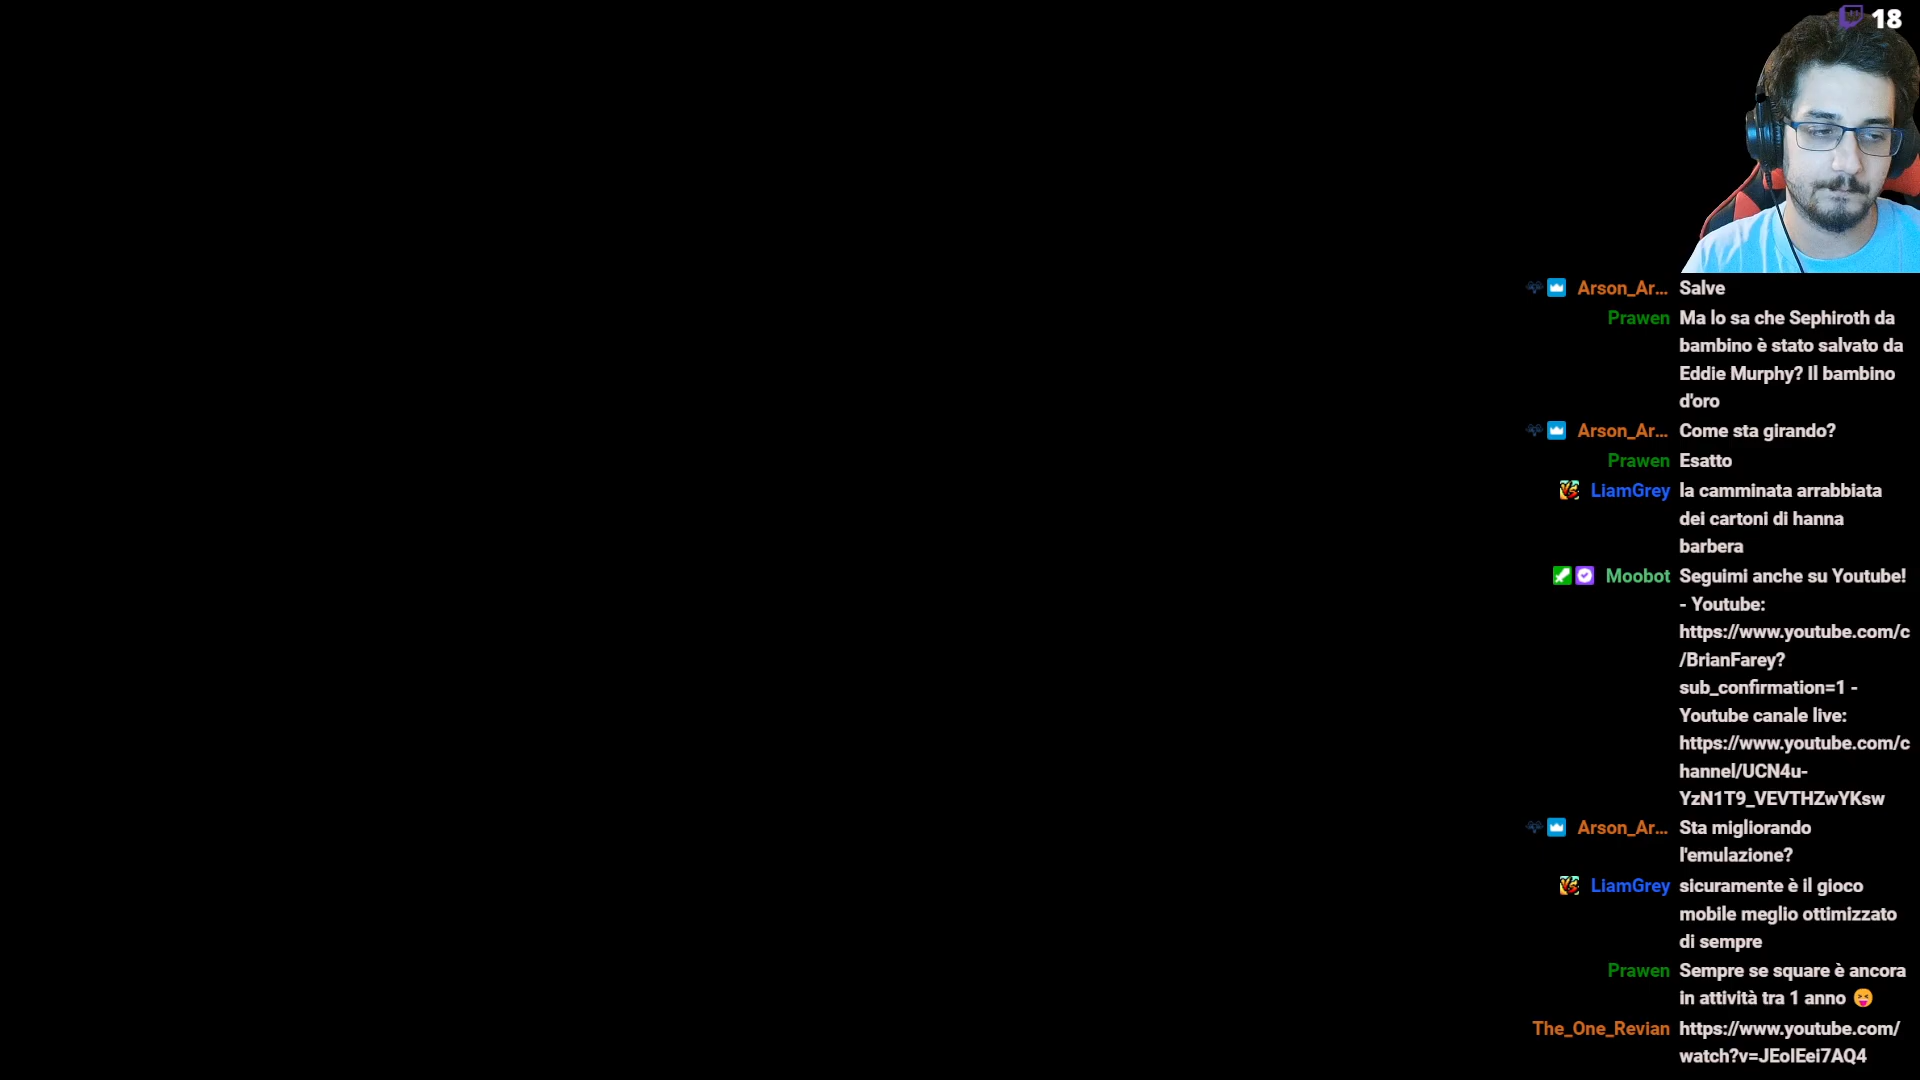 18
Arson_Ar... Salve
Prawen Ma lo sa che Sephiroth da
bambino è stato salvato da
Eddie Murphy? Il bambino
d'oro
Arson_Ar... Come sta girando?
Prawen Esatto
LiamGrey la camminata arrabbiata
dei cartoni di hanna
barbera
Moobot Seguimi anche su Youtube!
- Youtube:
https://www.youtube.com/c
/BrianFarey?
sub_confirmation=1 -
Youtube canale live:
https://www.youtube.com/c
hannel/UCN4u-
YzN1T9_VEVTHZwYKsw
Arson_Ar... Sta migliorando
l'emulazione?
LiamGrey sicuramente è il gioco
mobile meglio ottimizzato
di sempre
Prawen Sempre se square è ancora
in attività tra 1 anno 😝
The_One_Revian https://www.youtube.com/
watch?v=JEolEei7AQ4